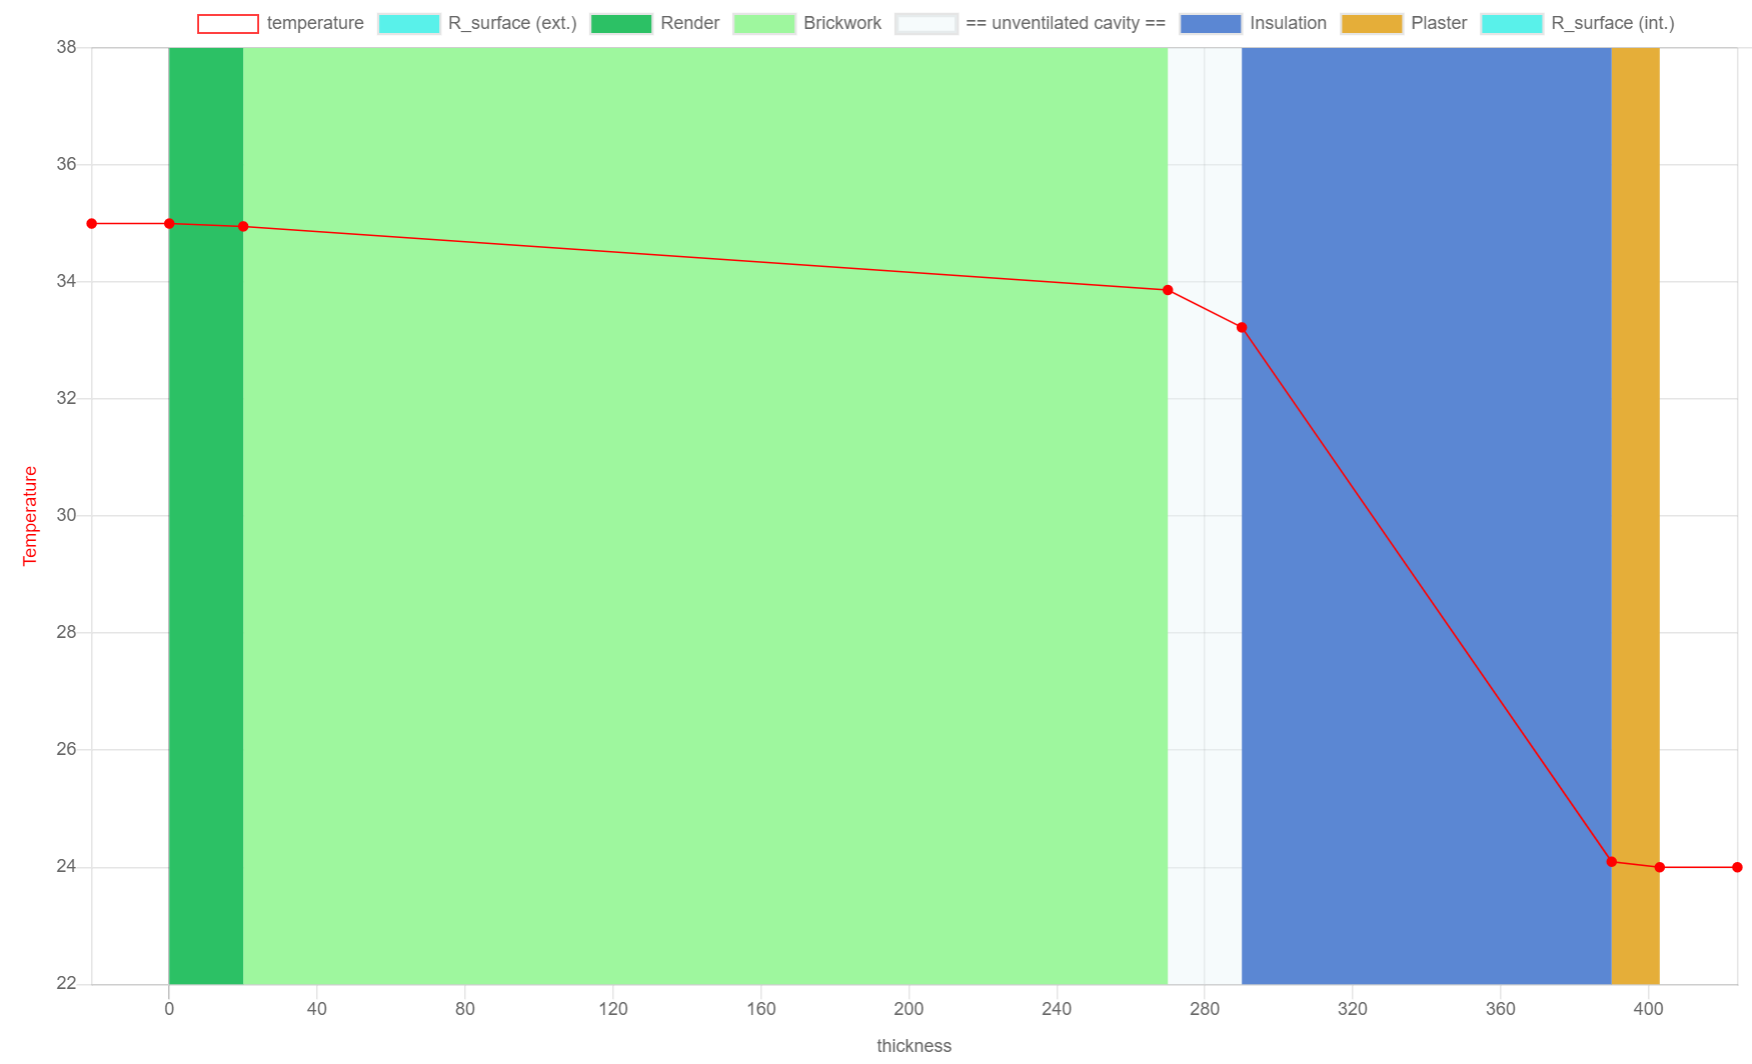 temperature R_surface (ext.) Render Brickwork == unventilated cavity == Insulation Plaster R_surface (int.)
38
36
34
32
30
28
26
24
22
Temperature
0 40 80 120 160 200 240 280 320 360 400
thickness